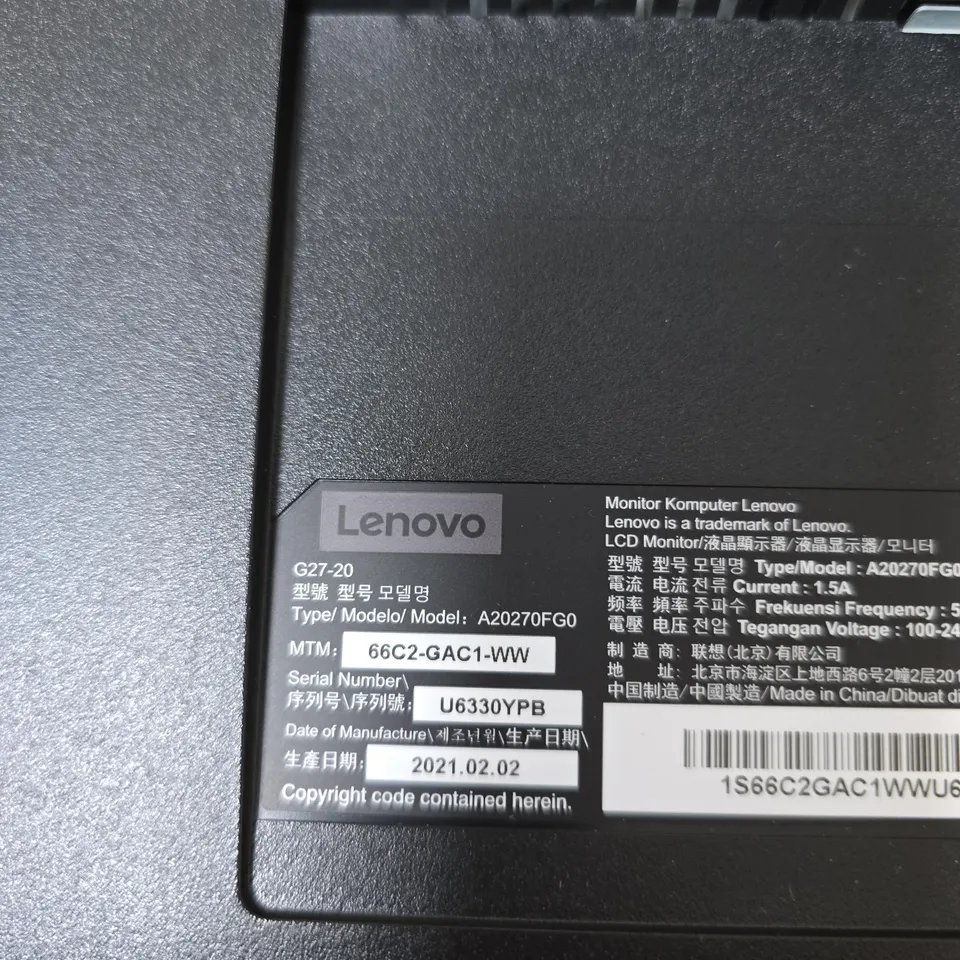 Lenovo
G27-20
型號 型号 모델명
Type/ Modelo/ Model: A20270FG0
MTM: 66C2-GAC1-WW
Serial Number\
序列号\序列號: U6330YPB
Date of Manufacture\제조년월\生产日期\
生產日期: 2021.02.02
Copyright code contained herein.
Monitor Komputer Lenovo
Lenovo is a trademark of Lenovo.
LCD Monitor/液晶顯示器/液晶显示器/모니터
型號 型号 모델명 Type/Model : A20270FG0
電流 电流 전류 Current : 1.5A
频率 頻率 주파수 Frekuensi Frequency : 5
電壓 电压 전압 Tegangan Voltage : 100-24
制 造 商: 联想(北京)有限公司
地 址: 北京市海淀区上地西路6号2幢2层201
中国制造/中國製造/Made in China/Dibuat di
1S66C2GAC1WWU6